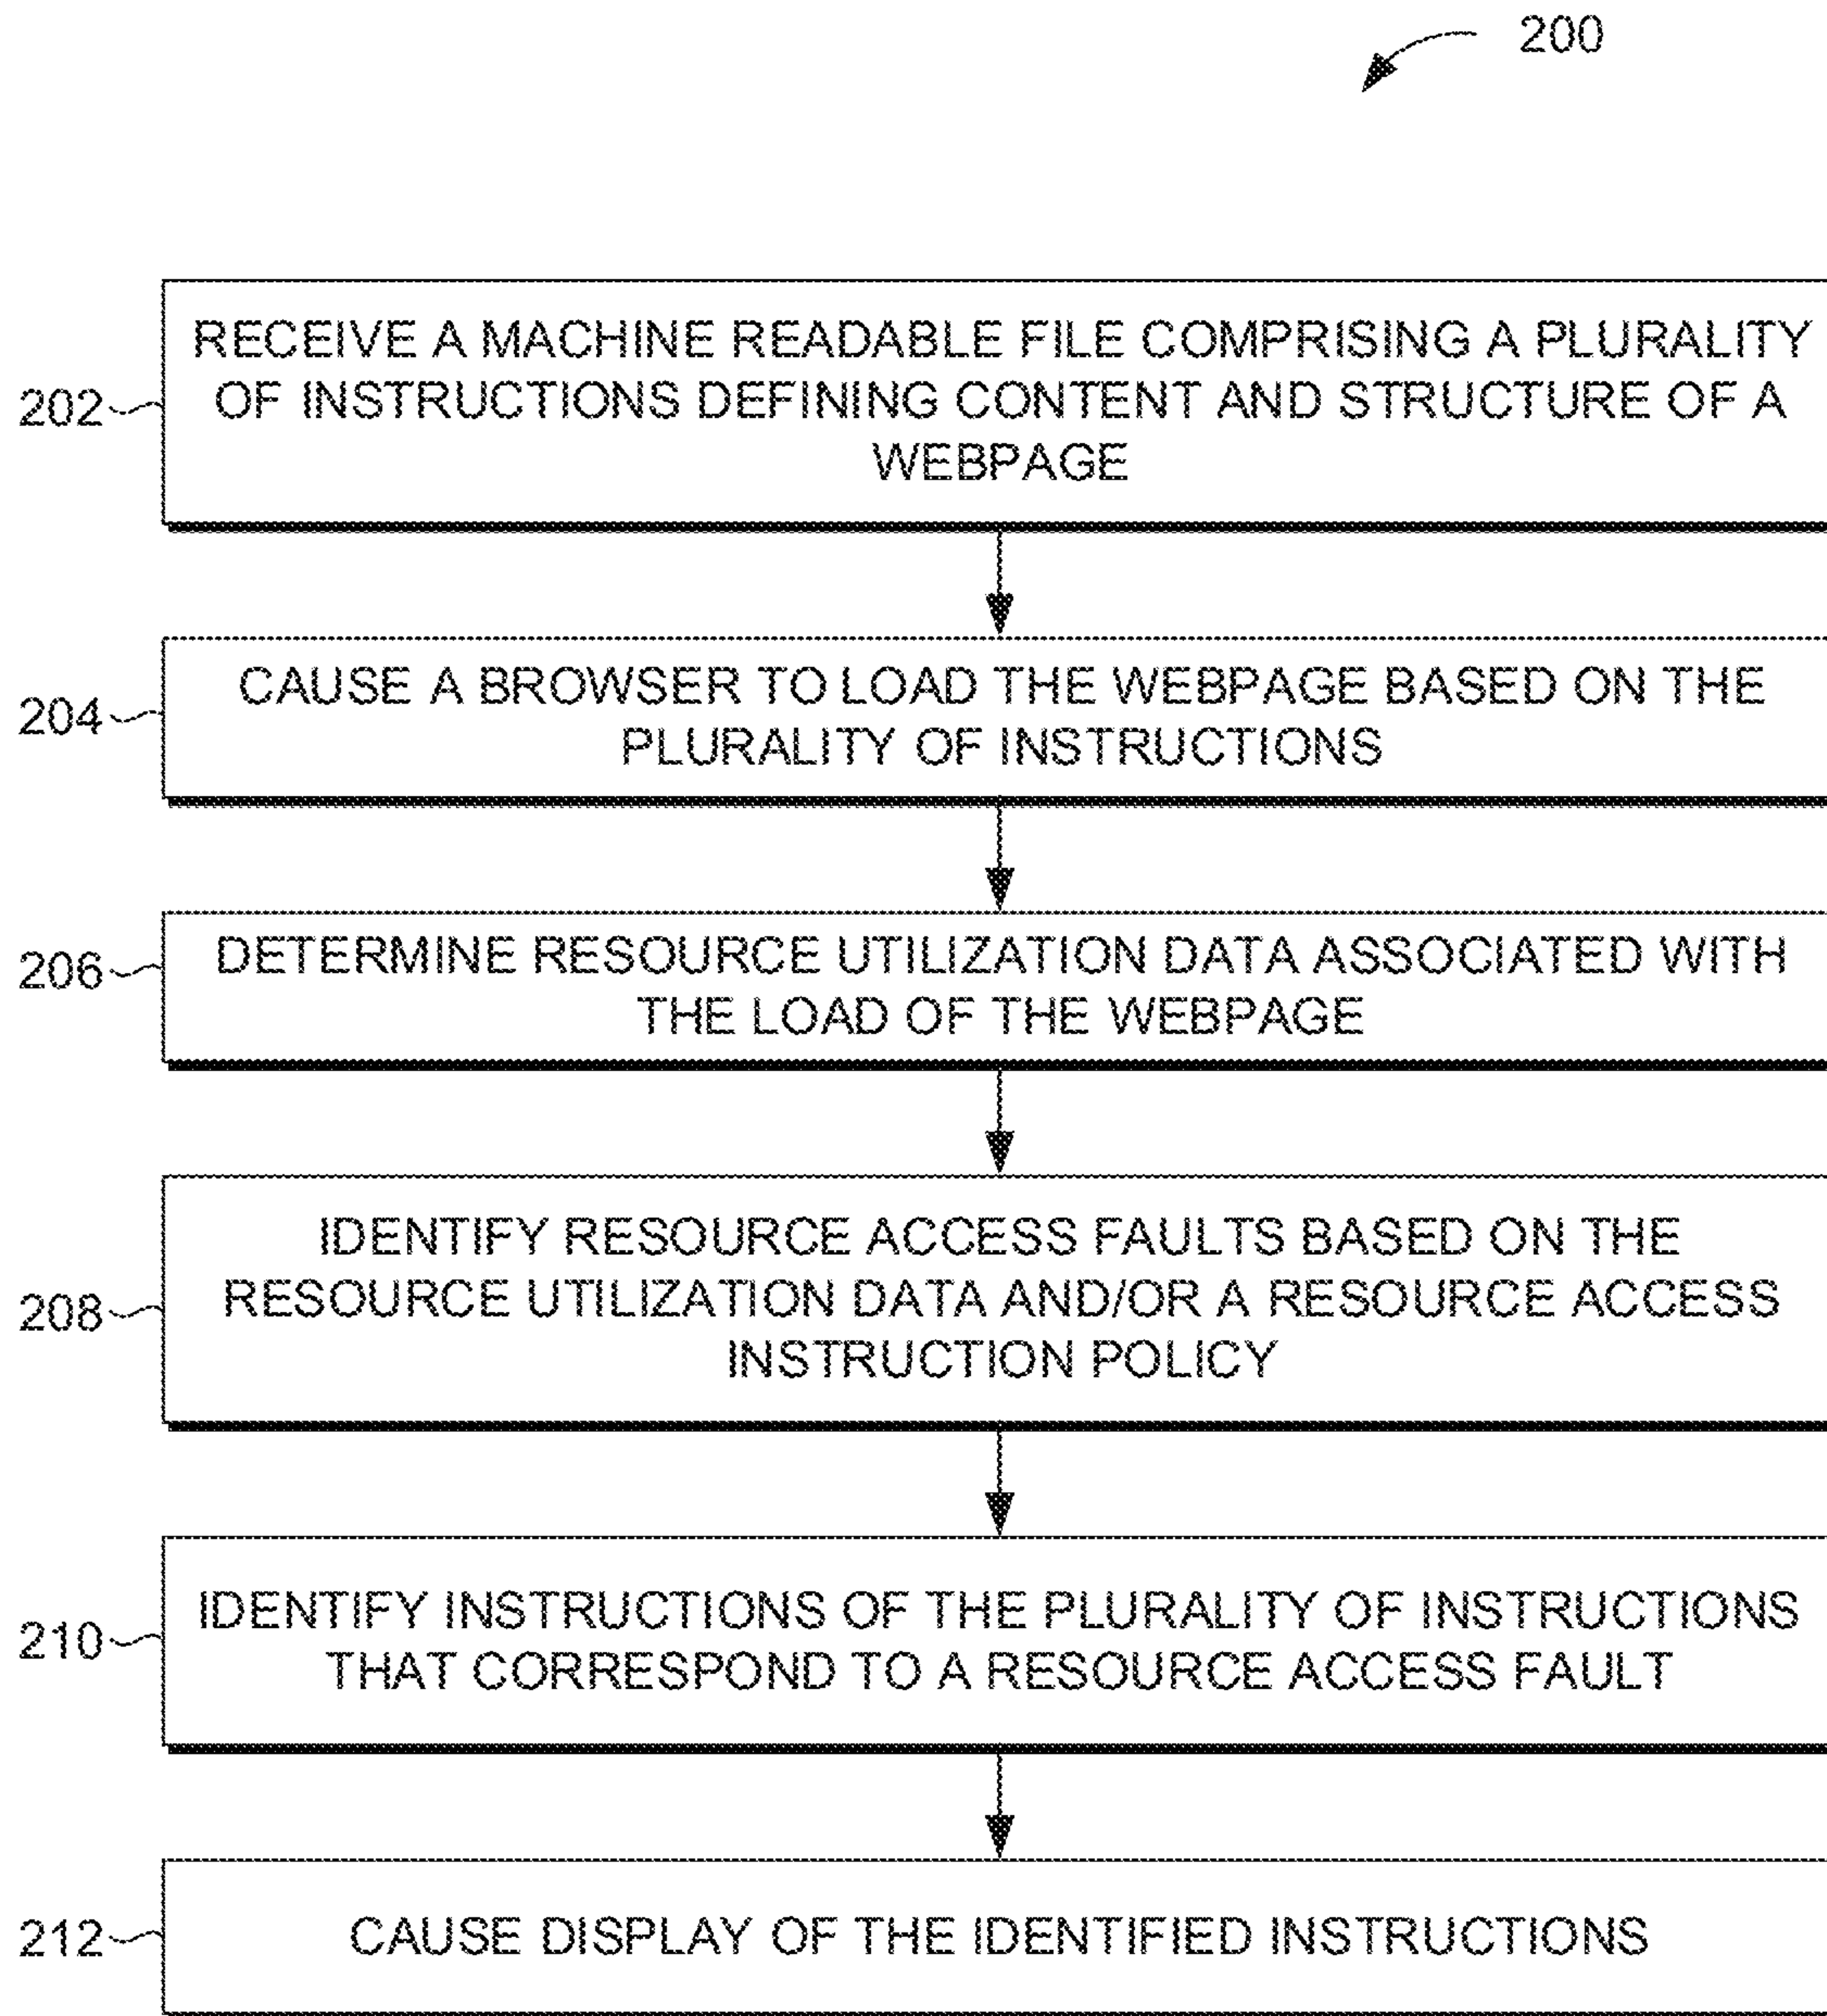 200
RECEIVE A MACHINE READABLE FILE COMPRISING A PLURALITY
OF INSTRUCTIONS DEFINING CONTENT AND STRUCTURE OF A
WEBPAGE
202
CAUSE A BROWSER TO LOAD THE WEBPAGE BASED ON THE
PLURALITY OF INSTRUCTIONS
204
DETERMINE RESOURCE UTILIZATION DATA ASSOCIATED WITH
THE LOAD OF THE WEBPAGE
206
IDENTIFY RESOURCE ACCESS FAULTS BASED ON THE
RESOURCE UTILIZATION DATA AND/OR A RESOURCE ACCESS
INSTRUCTION POLICY
208
IDENTIFY INSTRUCTIONS OF THE PLURALITY OF INSTRUCTIONS
THAT CORRESPOND TO A RESOURCE ACCESS FAULT
210
CAUSE DISPLAY OF THE IDENTIFIED INSTRUCTIONS
212